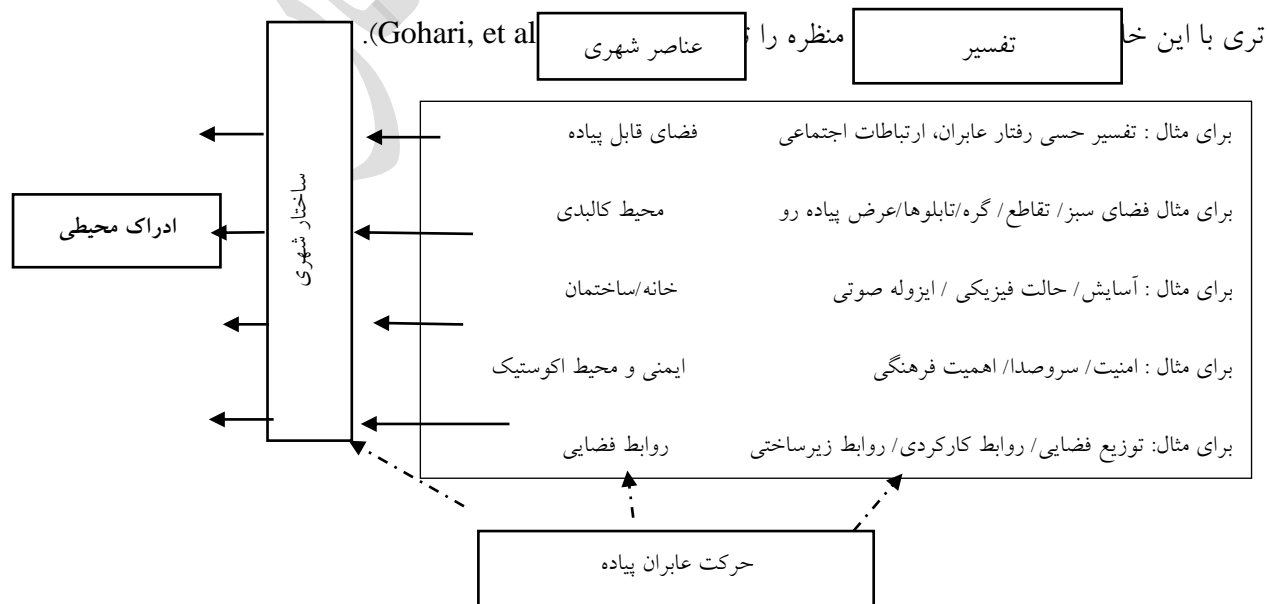 تری با این خا تفسیر منظره را عناصر شهری Gohari, et al).
برای مثال : تفسیر حسی رفتار عابران، ارتباطات اجتماعی فضای قابل پیاده
برای مثال فضای سبز/ تقاطع/ گره/تابلوها/عرض پیاده رو محیط کالبدی
برای مثال : آسایش/ حالت فیزیکی / ایزوله صوتی خانه/ساختمان
برای مثال : امنیت/ سروصدا/ اهمیت فرهنگی ایمنی و محیط اکوستیک
برای مثال: توزیع فضایی/ روابط کارکردی/ روابط زیرساختی روابط فضایی
ساختار شهری
ادراک محیطی
حرکت عابران پیاده